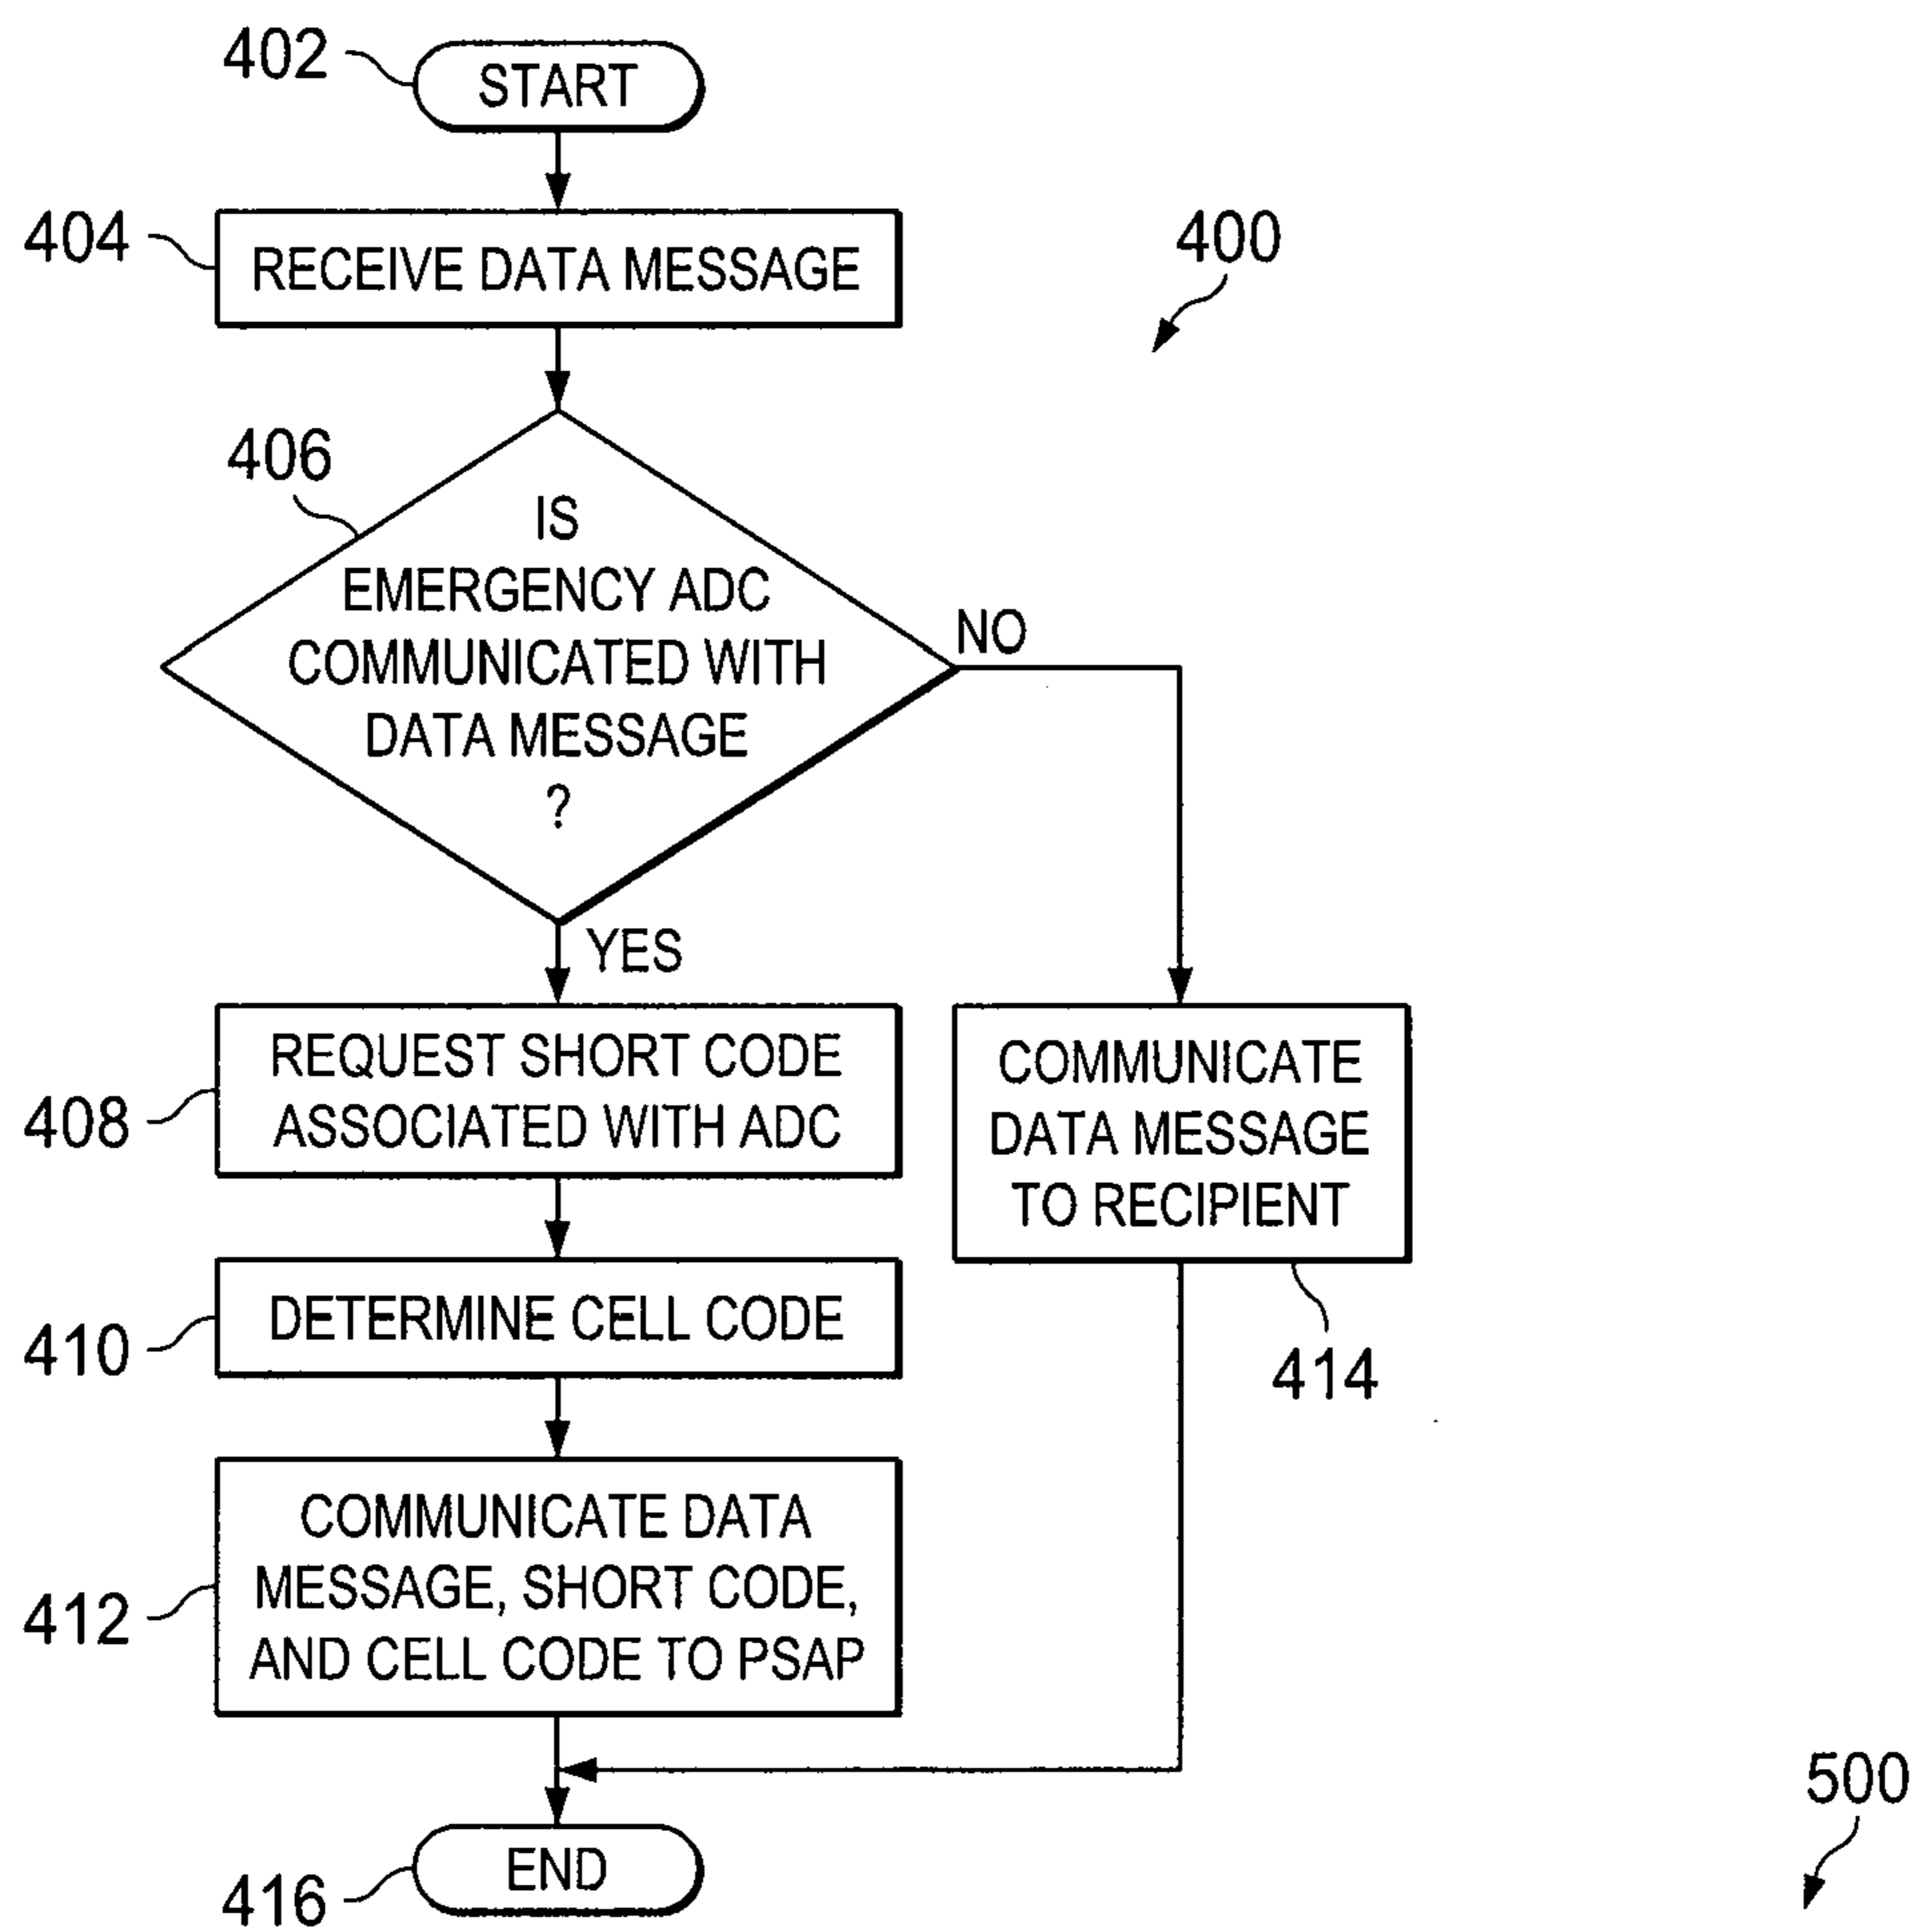 402
START
404
RECEIVE DATA MESSAGE
400
406
IS
EMERGENCY ADC
COMMUNICATED WITH
DATA MESSAGE
?
NO
YES
408
REQUEST SHORT CODE
ASSOCIATED WITH ADC
COMMUNICATE
DATA MESSAGE
TO RECIPIENT
414
410
DETERMINE CELL CODE
412
COMMUNICATE DATA
MESSAGE, SHORT CODE,
AND CELL CODE TO PSAP
416
END
500